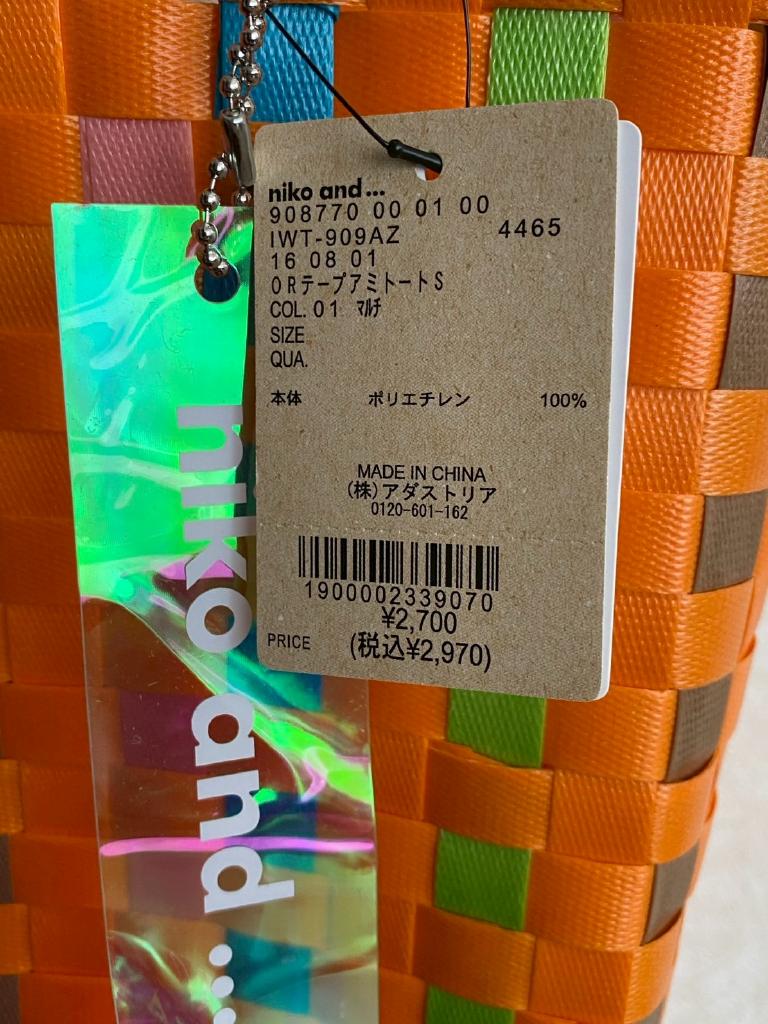 niko and...
908770 00 01 00
IWT-909AZ 4465
16 08 01
ORテープアミトートS
COL. 01 ﾏﾙﾁ
SIZE
QUA.
本体 ポリエチレン 100%
MADE IN CHINA
(株)アダストリア
0120-601-162
1900002339070
¥2,700
PRICE (税込¥2,970)
niko and ...